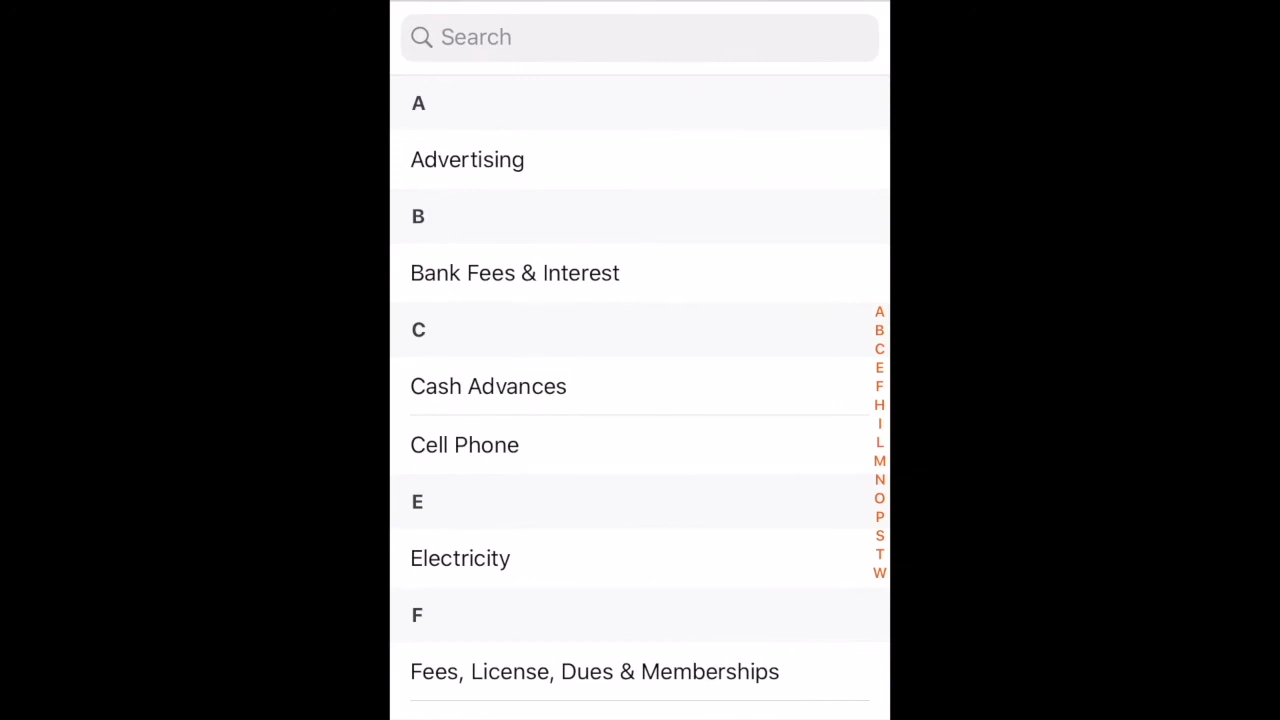 Search
A
Advertising
B
Bank Fees & Interest
C
Cash Advances
Cell Phone
E
Electricity
F
Fees, License, Dues & Memberships
A
B
C
E
F
H
I
L
M
N
O
P
S
T
W